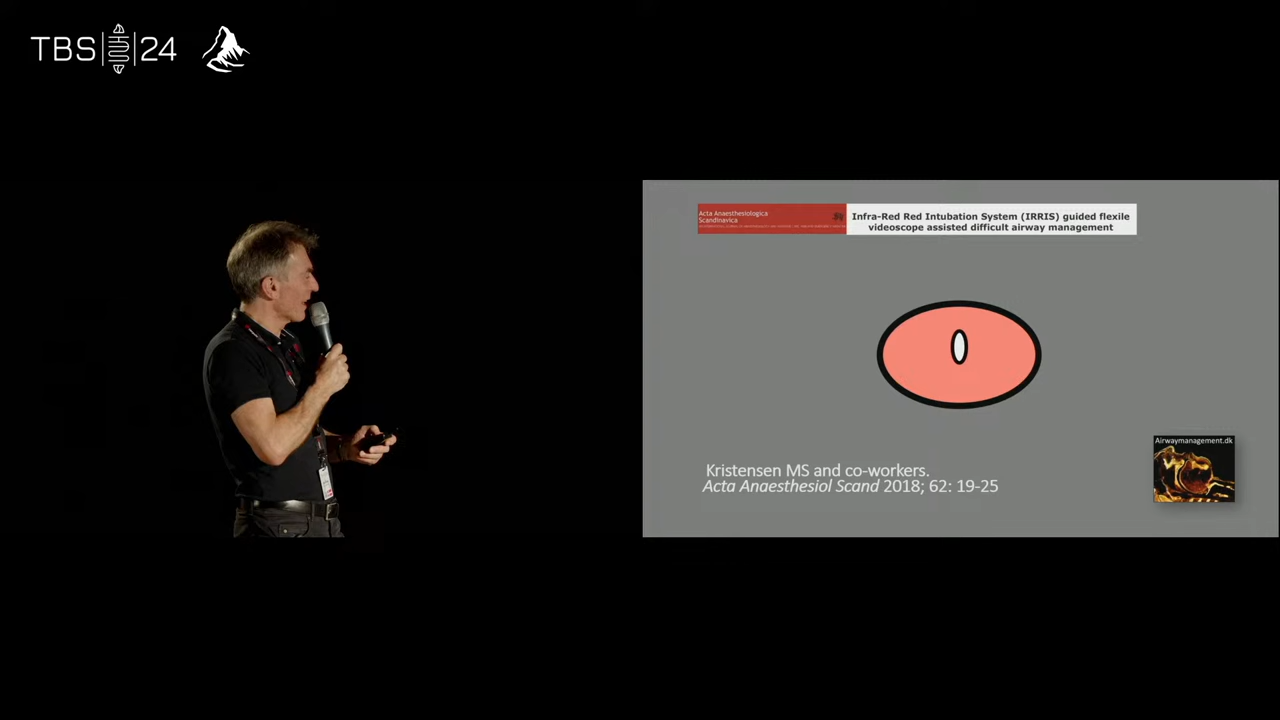 TBS 24
Acta Anaesthesiologica
Scandinavica
Infra-Red Red Intubation System (IRRIS) guided flexile
videoscope assisted difficult airway management
Airwaymanagement.dk
Kristensen MS and co-workers.
Acta Anaesthesiol Scand 2018; 62: 19-25